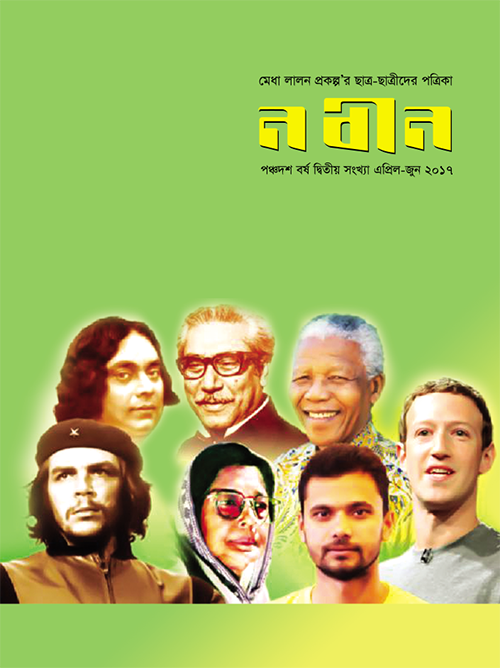 মেধা লালন প্রকল্প'র ছাত্র-ছাত্রীদের পত্রিকা
নবীন
পঞ্চদশ বর্ষ দ্বিতীয় সংখ্যা এপ্রিল-জুন ২০১৭